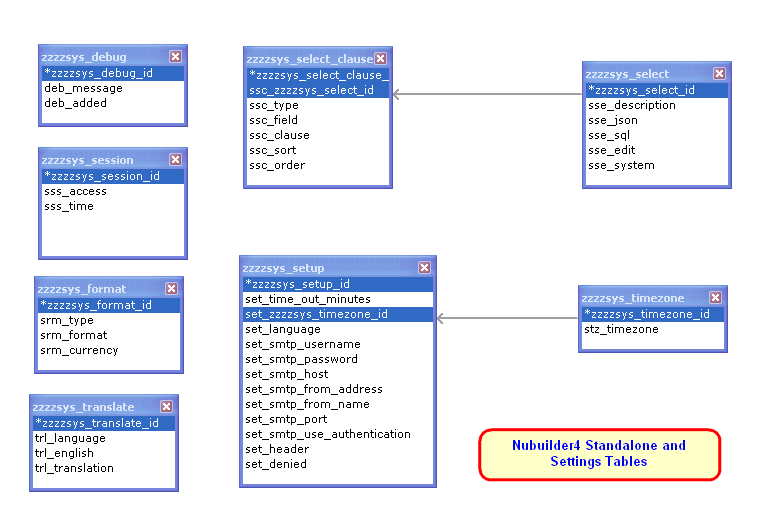 zzzzsys_debug
*zzzzsys_debug_id
deb_message
deb_added
zzzzsys_session
*zzzzsys_session_id
sss_access
sss_time
zzzzsys_format
*zzzzsys_format_id
srm_type
srm_format
srm_currency
zzzzsys_translate
*zzzzsys_translate_id
trl_language
trl_english
trl_translation
zzzzsys_select_clause
*zzzzsys_select_clause_
ssc_zzzzsys_select_id
ssc_type
ssc_field
ssc_clause
ssc_sort
ssc_order
zzzzsys_setup
*zzzzsys_setup_id
set_time_out_minutes
set_zzzzsys_timezone_id
set_language
set_smtp_username
set_smtp_password
set_smtp_host
set_smtp_from_address
set_smtp_from_name
set_smtp_port
set_smtp_use_authentication
set_header
set_denied
zzzzsys_select
*zzzzsys_select_id
sse_description
sse_json
sse_sql
sse_edit
sse_system
zzzzsys_timezone
*zzzzsys_timezone_id
stz_timezone
Nubuilder4 Standalone and
Settings Tables